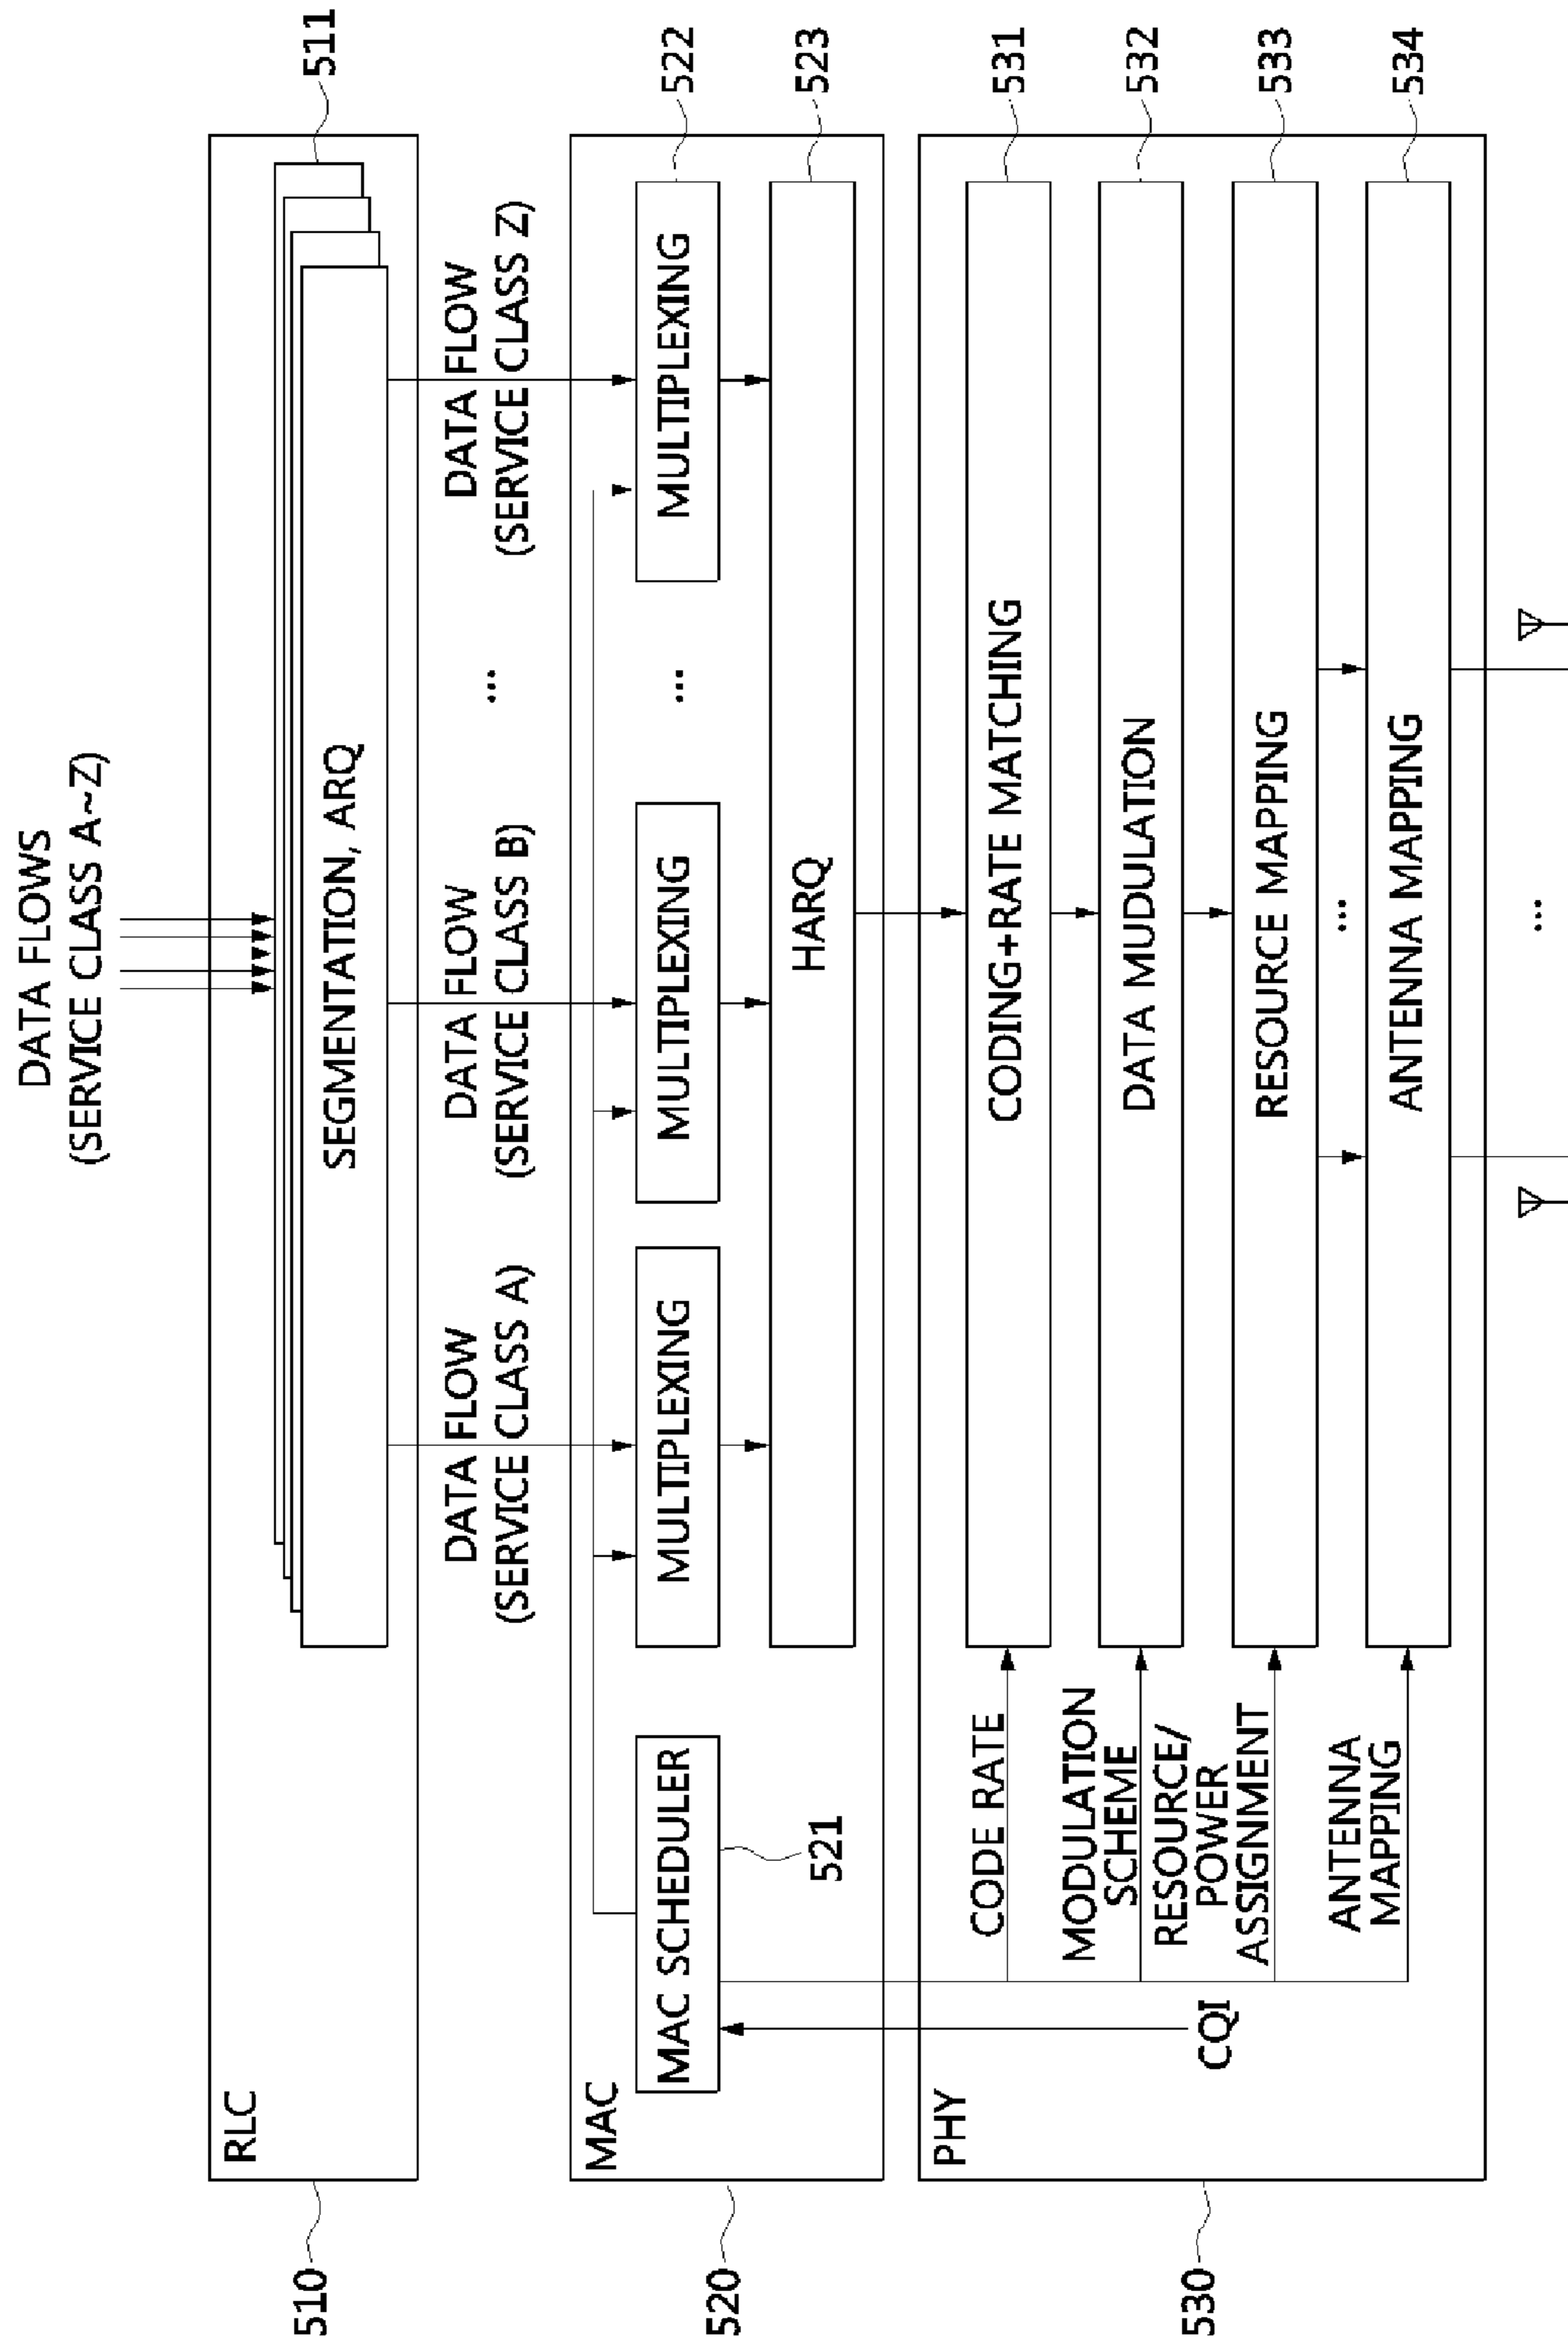 DATA FLOWS
(SERVICE CLASS A~Z)
510
RLC
SEGMENTATION, ARQ
511
DATA FLOW
(SERVICE CLASS A)
DATA FLOW
(SERVICE CLASS B)
...
DATA FLOW
(SERVICE CLASS Z)
520
MAC
MAC SCHEDULER
521
MULTIPLEXING
MULTIPLEXING
...
MULTIPLEXING
522
HARQ
523
530
PHY
CQI
CODE RATE
CODING+RATE MATCHING
531
MODULATION
SCHEME
DATA MUDULATION
532
RESOURCE/
POWER
ASSIGNMENT
RESOURCE MAPPING
533
...
ANTENNA
MAPPING
ANTENNA MAPPING
534
...